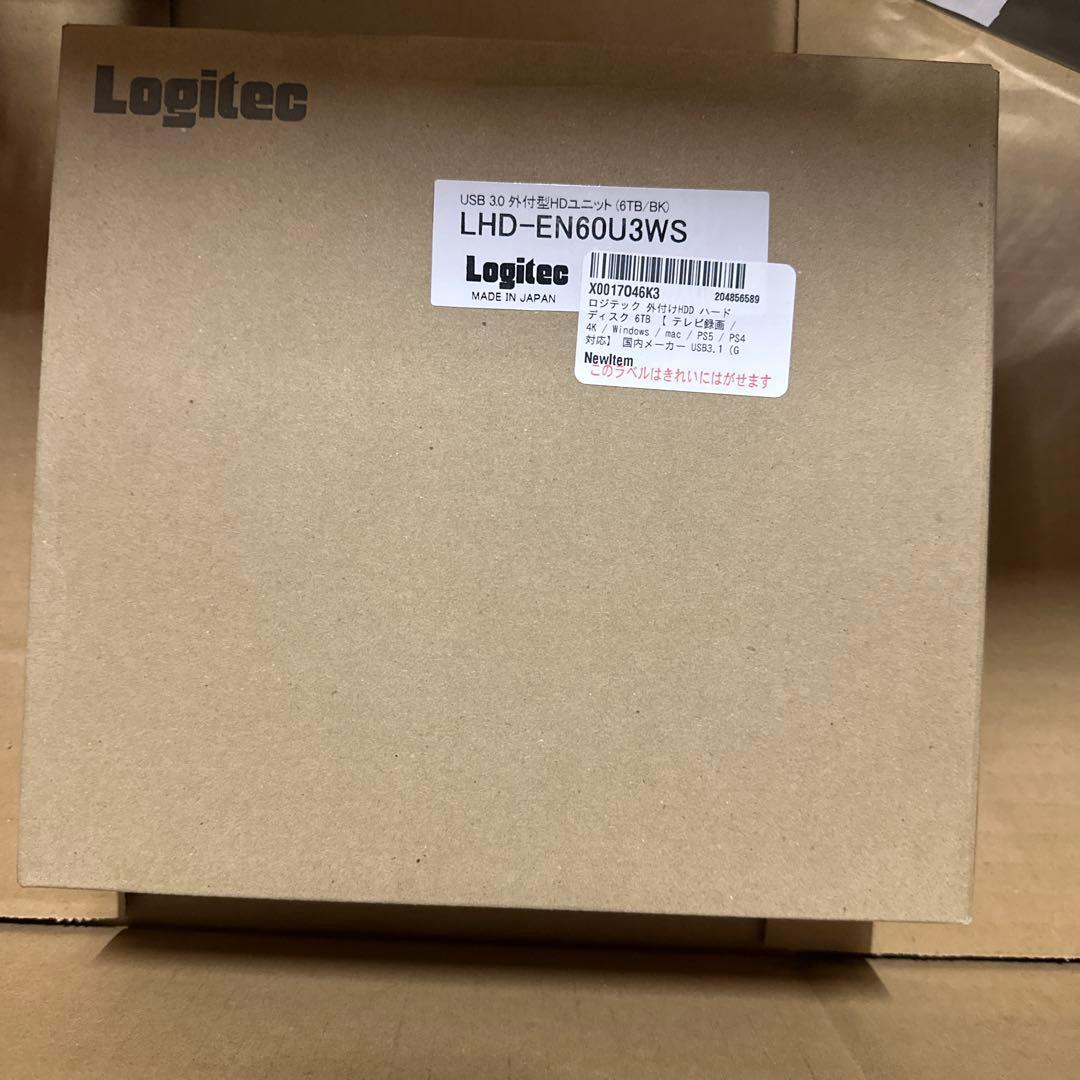 Logitec
USB 3.0 外付型HDユニット(6TB/BK)
LHD-EN60U3WS
Logitec
MADE IN JAPAN
X0017O46K3
204856589
ロジテック 外付けHDD ハード
ディスク 6TB 【 テレビ録画 /
4K / Windows / mac / PS5 / PS4
対応】 国内メーカー USB3.1 (G
NewItem
このラベルはきれいにはがせます